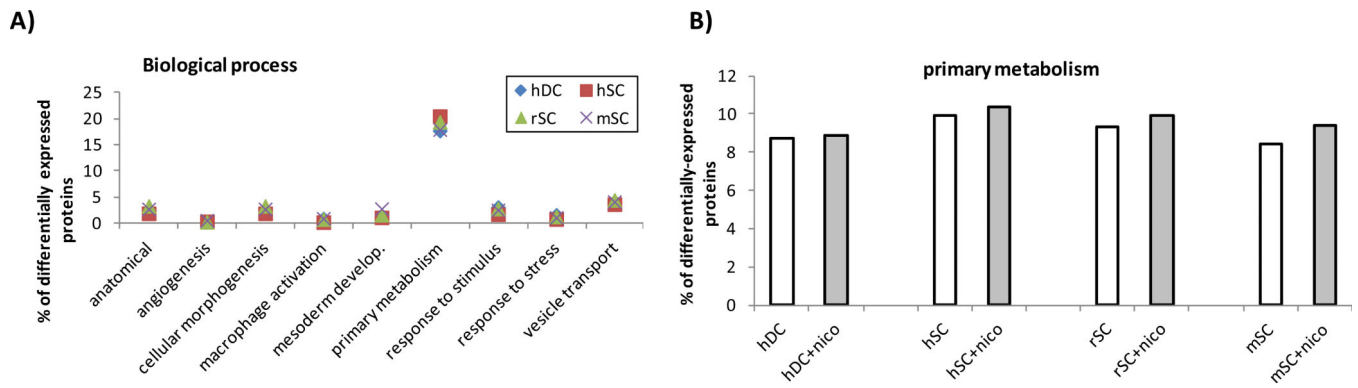 A)
Biological process
hDC
hSC
rSC
mSC
% of differentially expressed
proteins
25
20
15
10
5
0
anatomical
angiogenesis
cellular morphogenesis
macrophage activation
mesoderm develop.
primary metabolism
response to stimulus
response to stress
vesicle transport
B)
primary metabolism
% of differentially-expressed
proteins
12
10
8
6
4
2
0
hDC
hDC+nico
hSC
hSC+nico
rSC
rSC+nico
mSC
mSC+nico